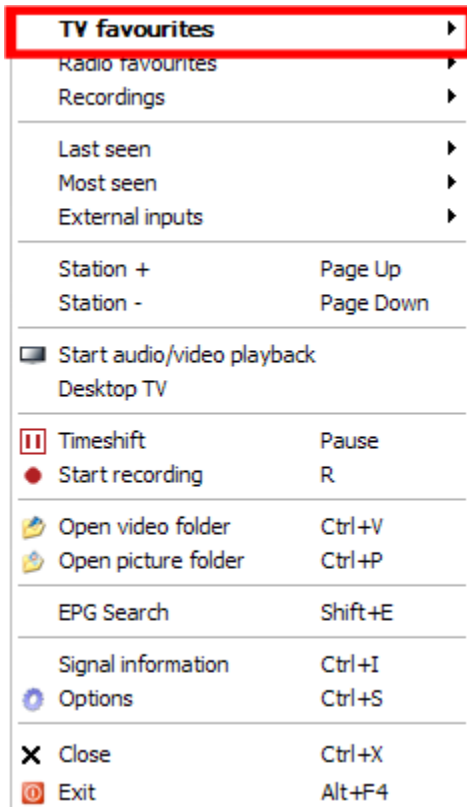 TV favourites
Radio favourites
Recordings
Last seen
Most seen
External inputs
Station + Page Up
Station - Page Down
Start audio/video playback
Desktop TV
Timeshift Pause
Start recording R
Open video folder Ctrl+V
Open picture folder Ctrl+P
EPG Search Shift+E
Signal information Ctrl+I
Options Ctrl+S
Close Ctrl+X
Exit Alt+F4